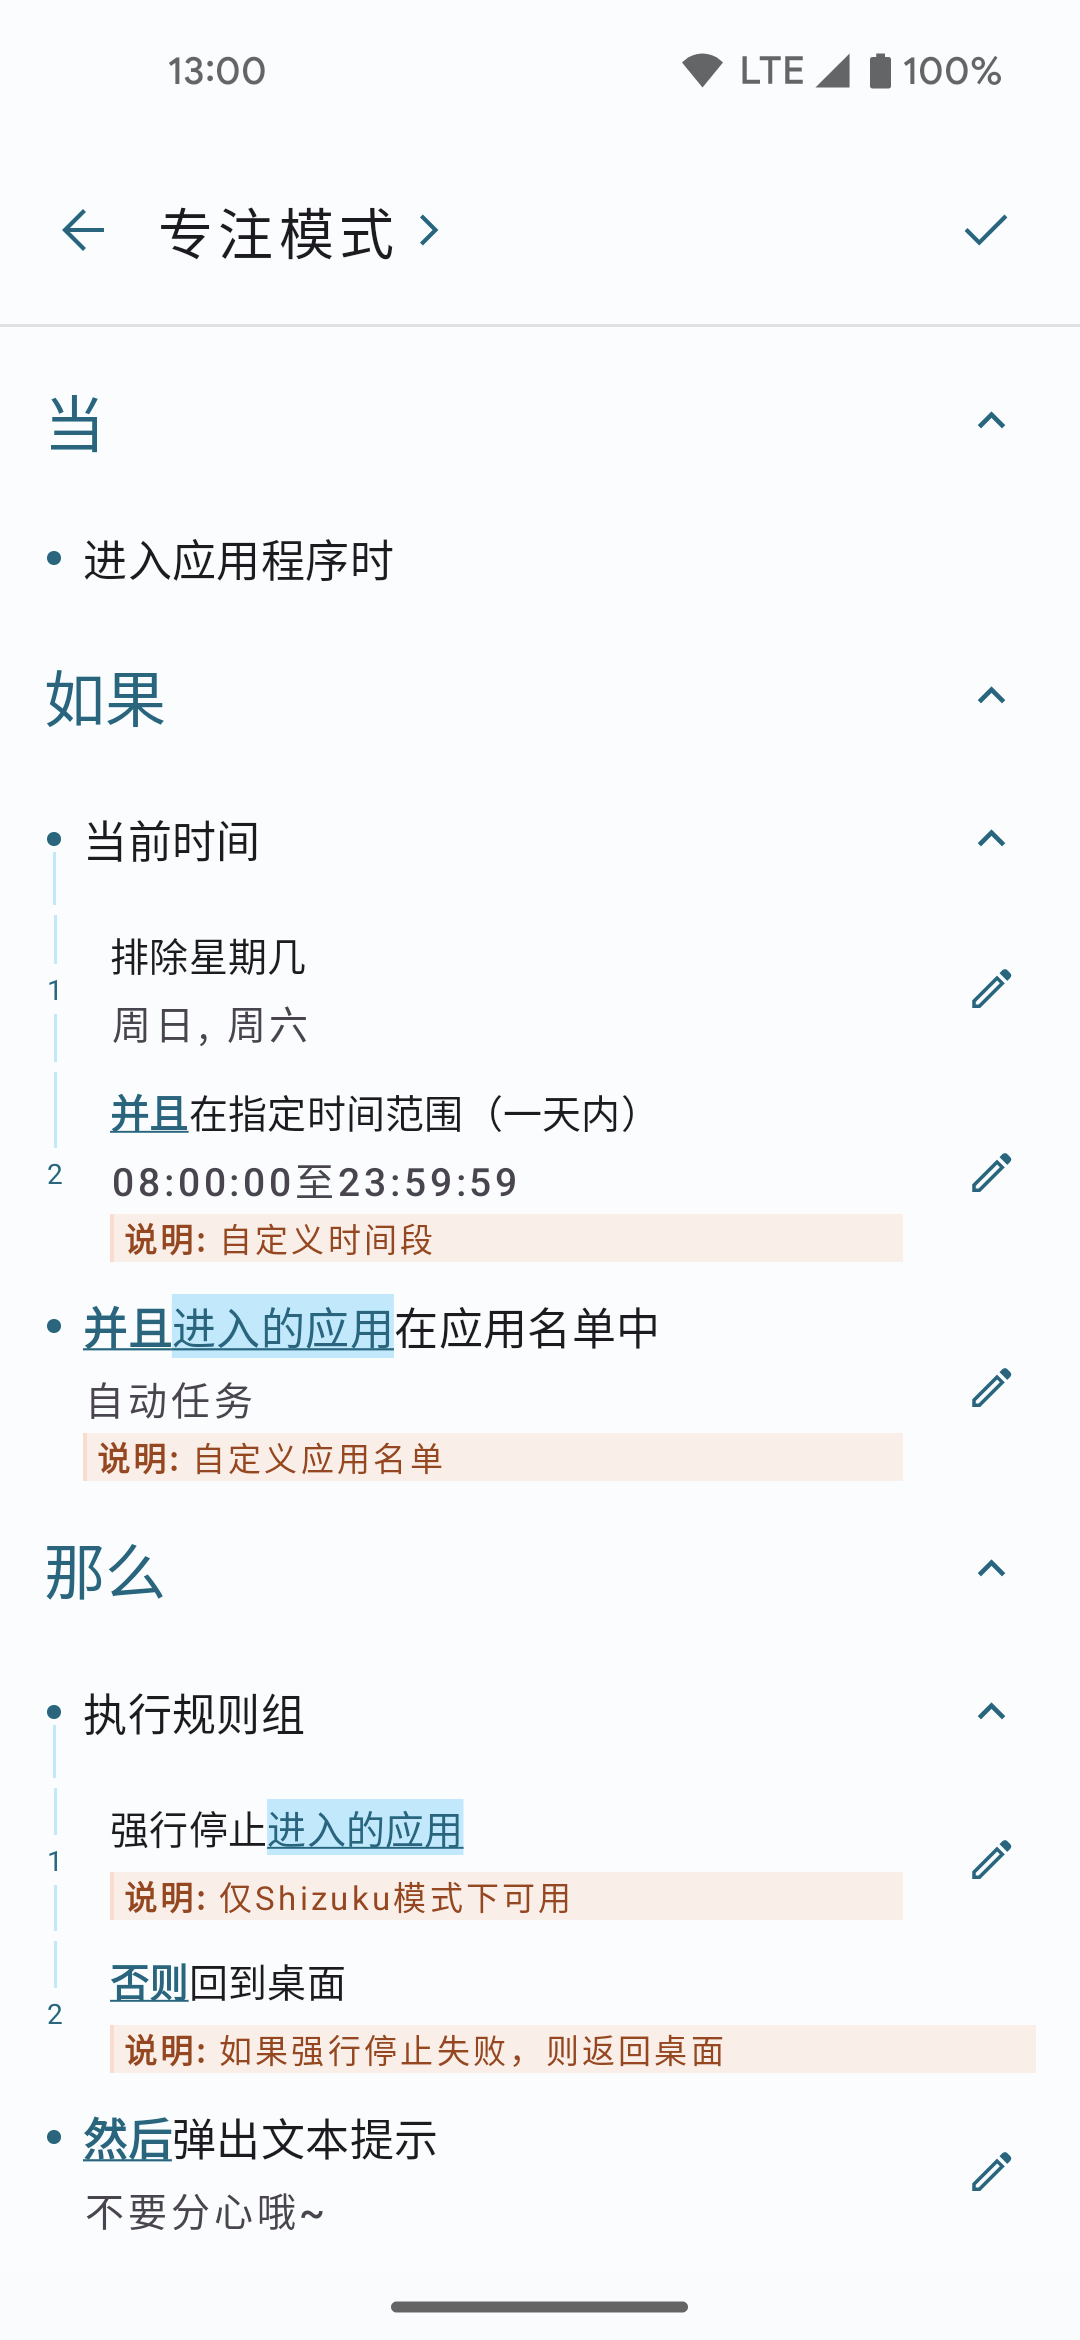 13:00 LTE 100%
专注模式
当
进入应用程序时
如果
当前时间
排除星期几
1
周日, 周六
并且在指定时间范围（一天内）
2
08:00:00至23:59:59
说明: 自定义时间段
并且进入的应用在应用名单中
自动任务
说明: 自定义应用名单
那么
执行规则组
强行停止进入的应用
1
说明: 仅Shizuku模式下可用
否则回到桌面
2
说明: 如果强行停止失败，则返回桌面
然后弹出文本提示
不要分心哦~